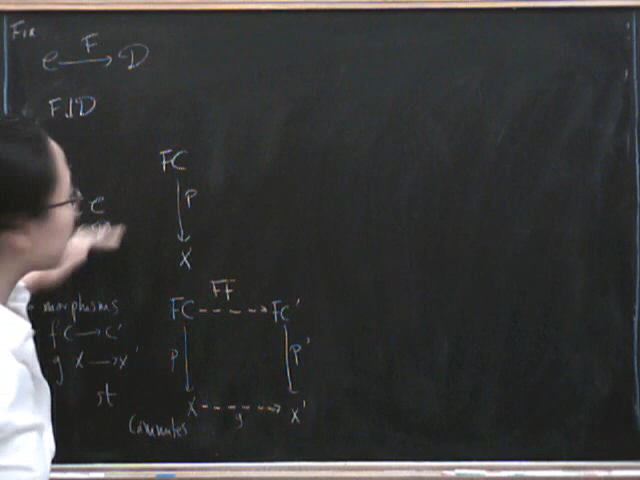 Fix
C → D
F
F↓D
FC
p
X
C
morphisms
f C → C'
g X → X'
st
FC → FC'
Ff
p
p'
X → X'
g
Commutes